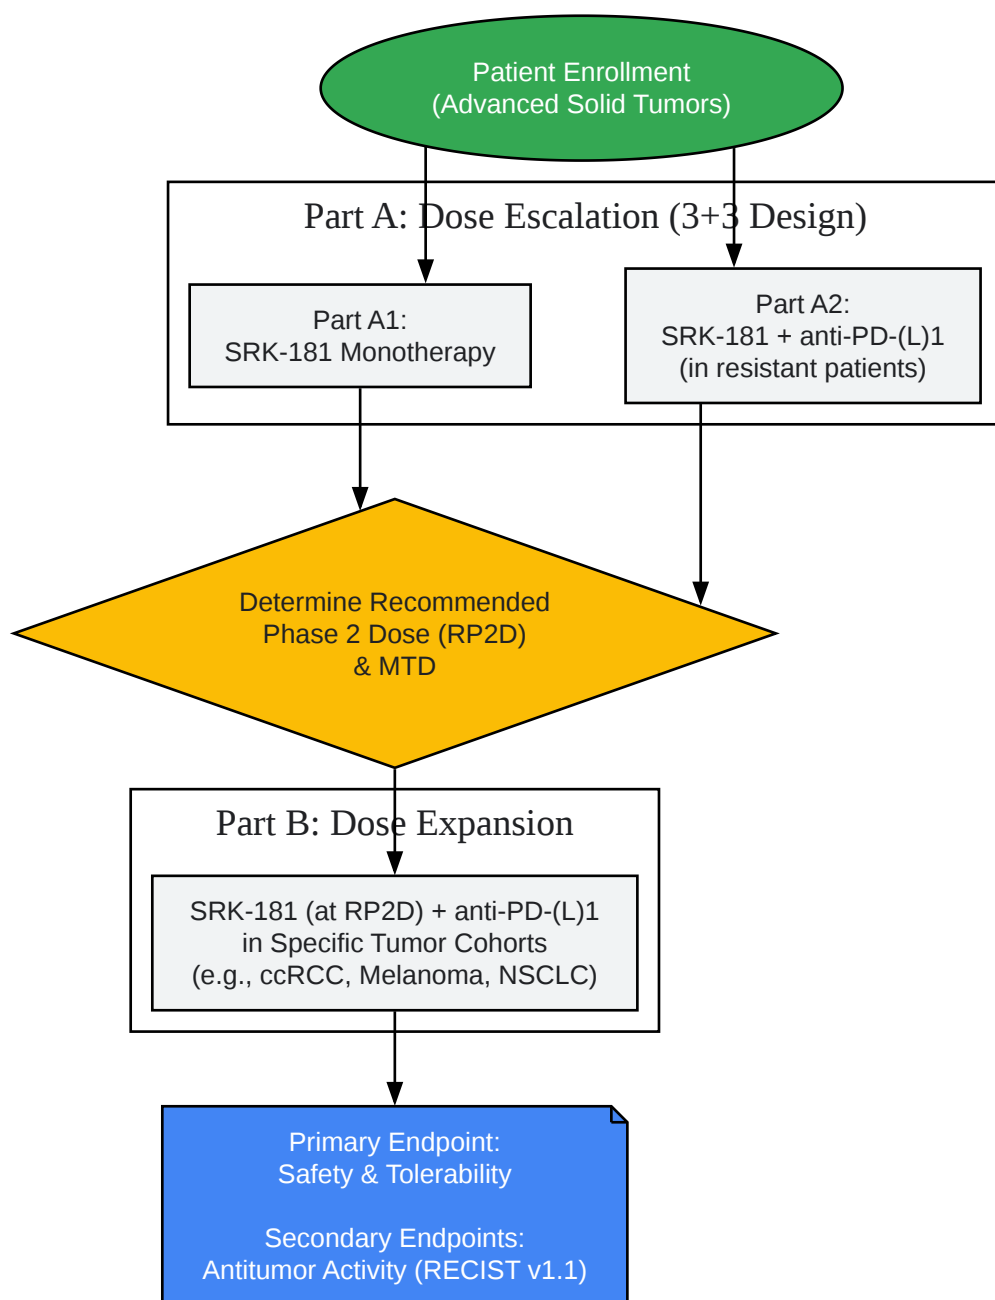 Patient Enrollment
(Advanced Solid Tumors)
Part A: Dose Escalation (3+3 Design)
Part A1:
SRK-181 Monotherapy
Part A2:
SRK-181 + anti-PD-(L)1
(in resistant patients)
Determine Recommended
Phase 2 Dose (RP2D)
& MTD
Part B: Dose Expansion
SRK-181 (at RP2D) + anti-PD-(L)1
in Specific Tumor Cohorts
(e.g., ccRCC, Melanoma, NSCLC)
Primary Endpoint:
Safety & Tolerability
Secondary Endpoints:
Antitumor Activity (RECIST v1.1)